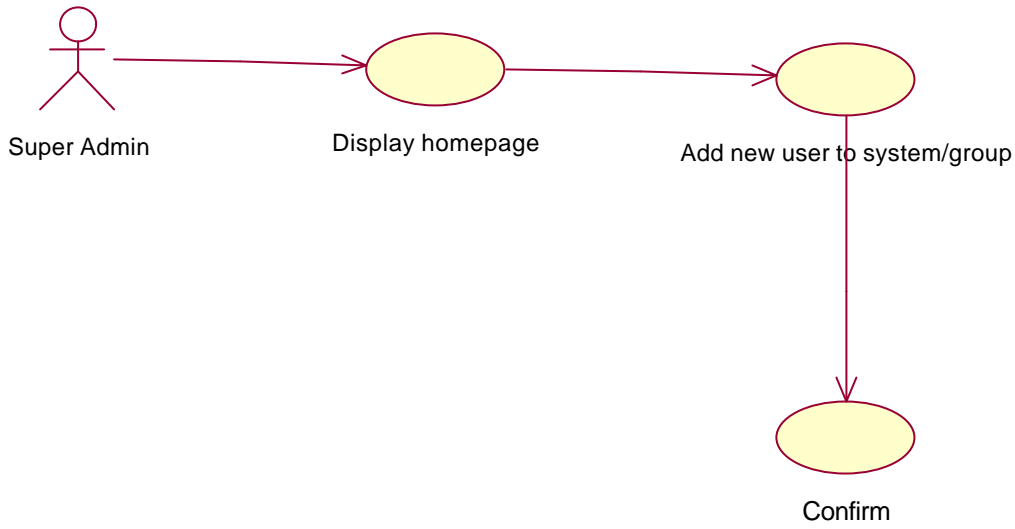 Super Admin
Display homepage
Add new user to system/group
Confirm